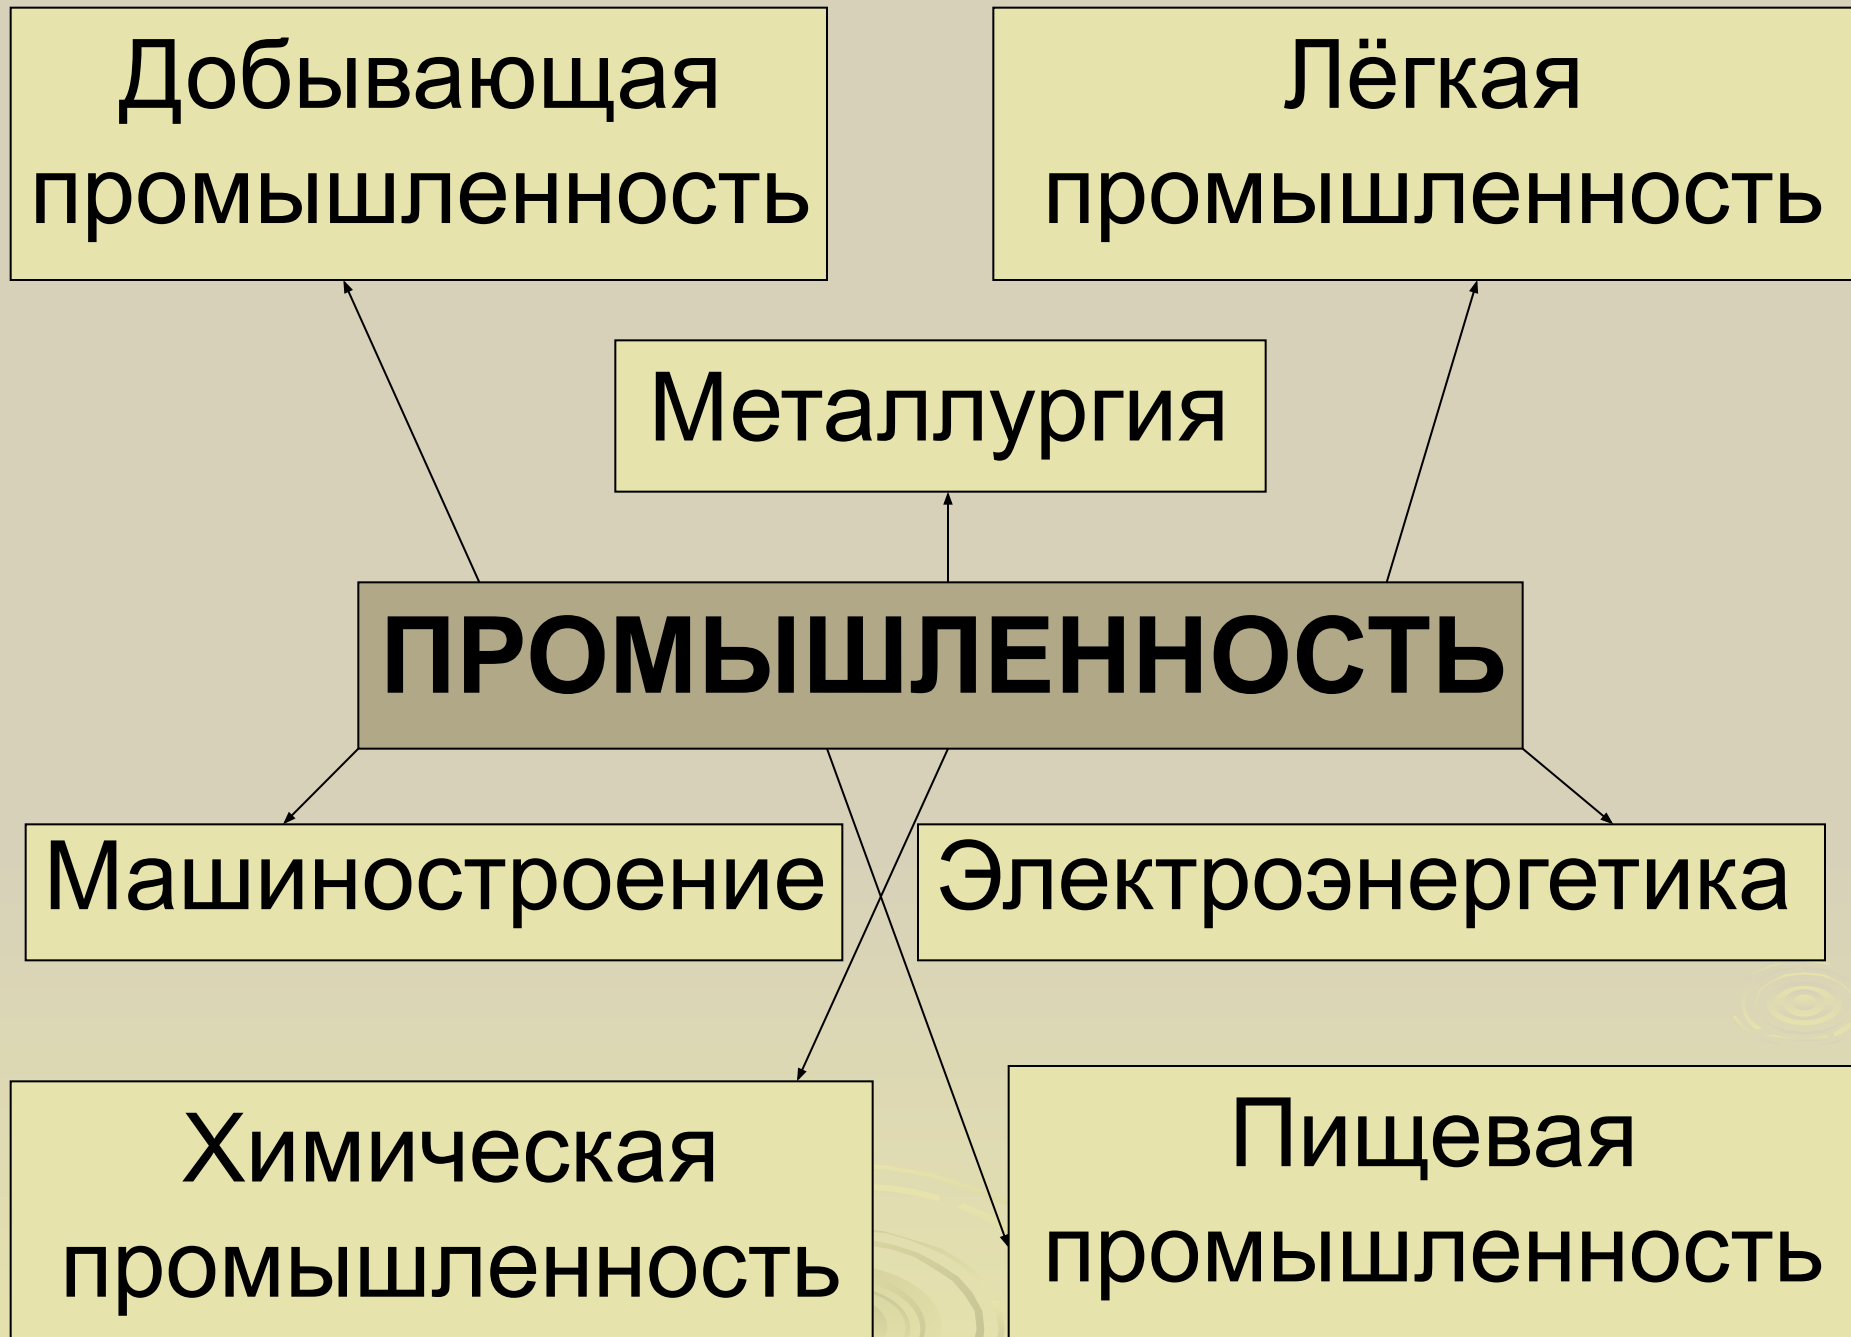 Добывающая
промышленность
Лёгкая
промышленность
Металлургия
ПРОМЫШЛЕННОСТЬ
Машиностроение
Электроэнергетика
Химическая
промышленность
Пищевая
промышленность